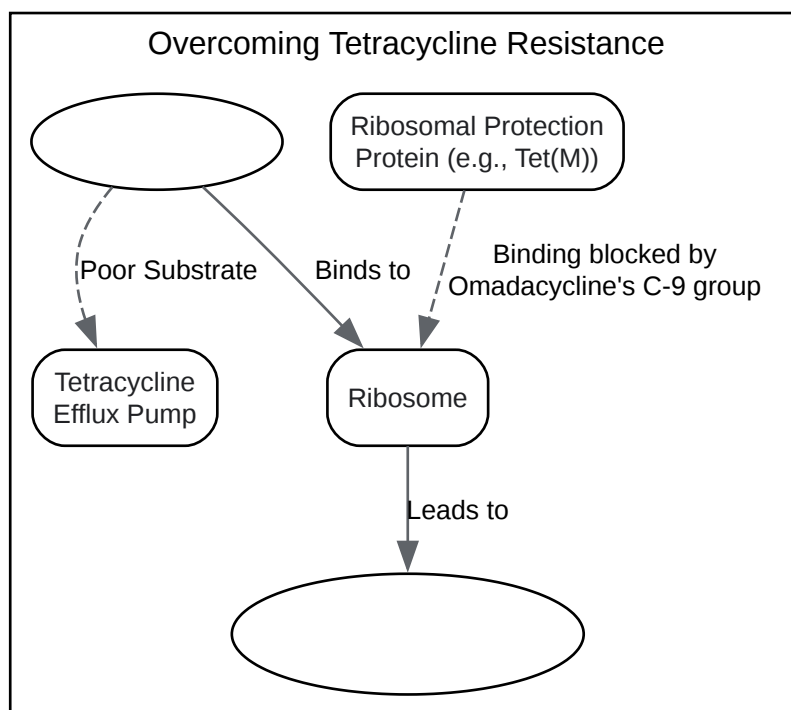 Overcoming Tetracycline Resistance
Ribosomal Protection
Protein (e.g., Tet(M))
Poor Substrate
Binds to
Binding blocked by
Omadacycline's C-9 group
Tetracycline
Efflux Pump
Ribosome
Leads to